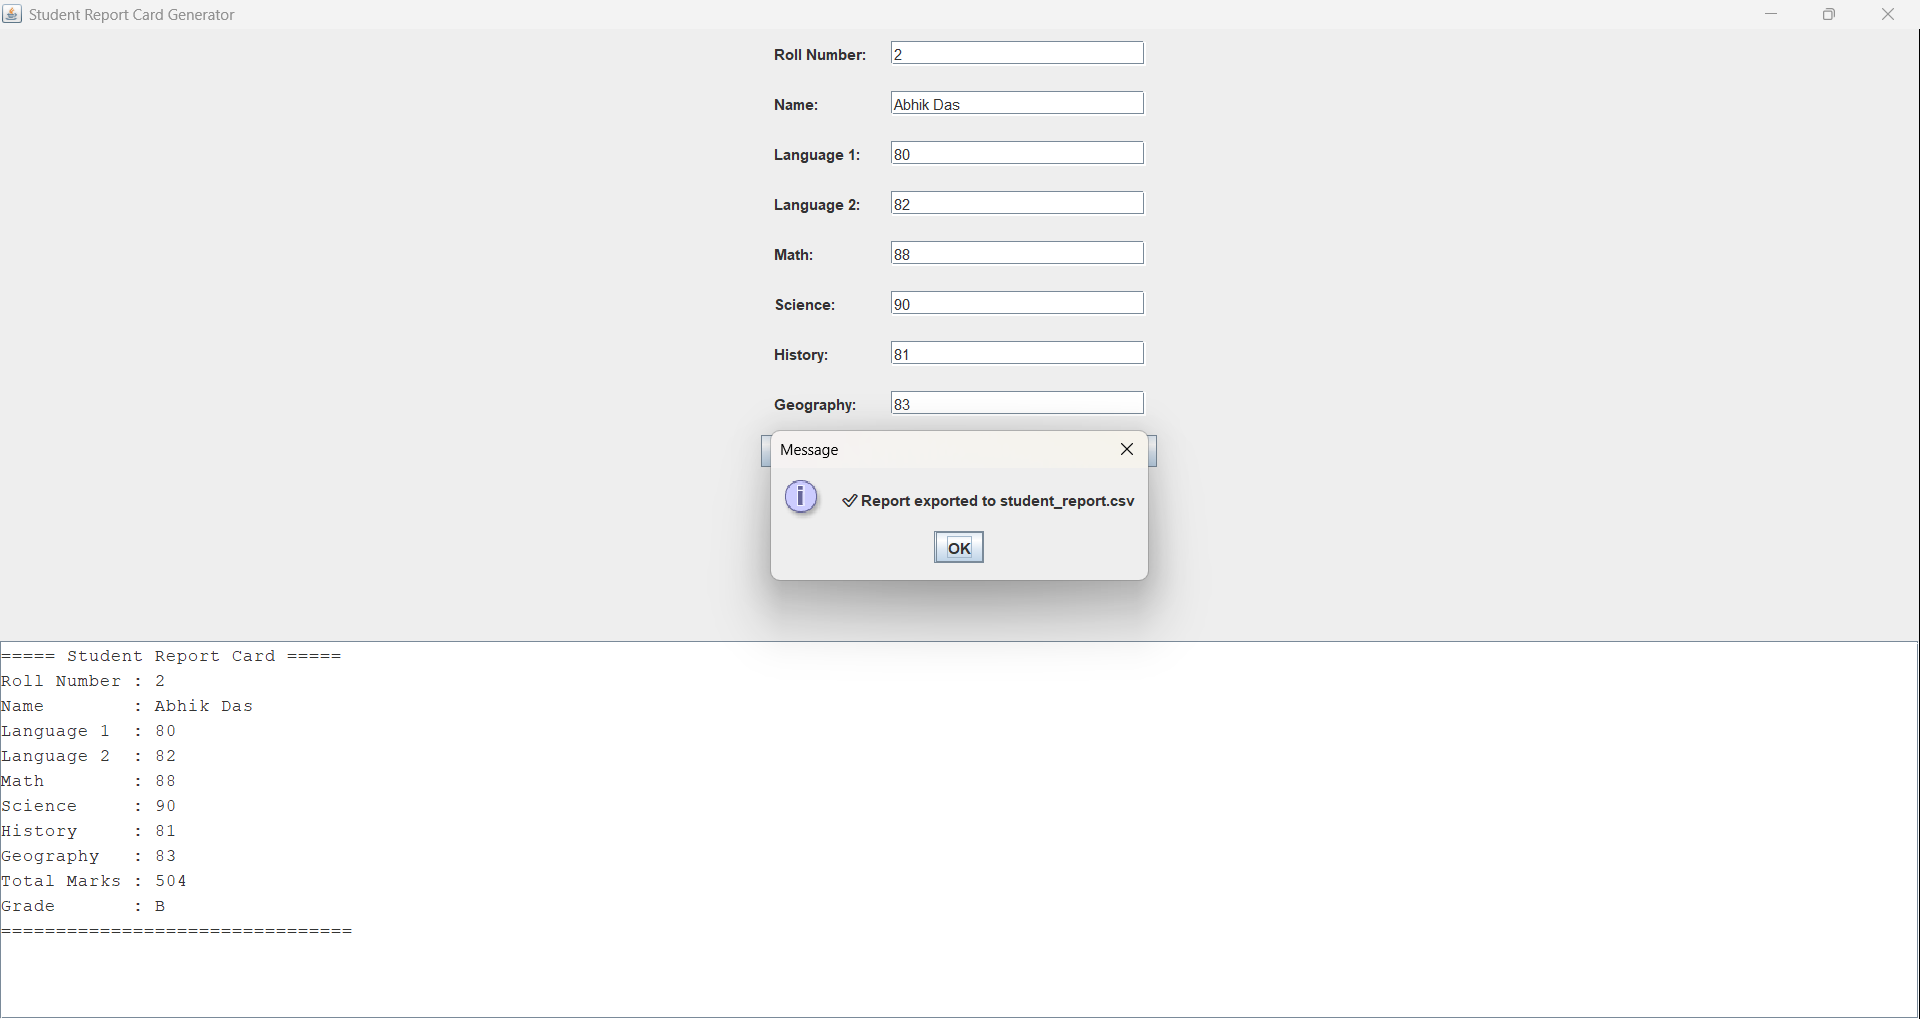 Student Report Card Generator
Roll Number: 2
Name: Abhik Das
Language 1: 80
Language 2: 82
Math: 88
Science: 90
History: 81
Geography: 83
Message
✓ Report exported to student_report.csv
OK
===== Student Report Card =====
Roll Number : 2
Name        : Abhik Das
Language 1  : 80
Language 2  : 82
Math        : 88
Science     : 90
History     : 81
Geography   : 83
Total Marks : 504
Grade       : B
================================